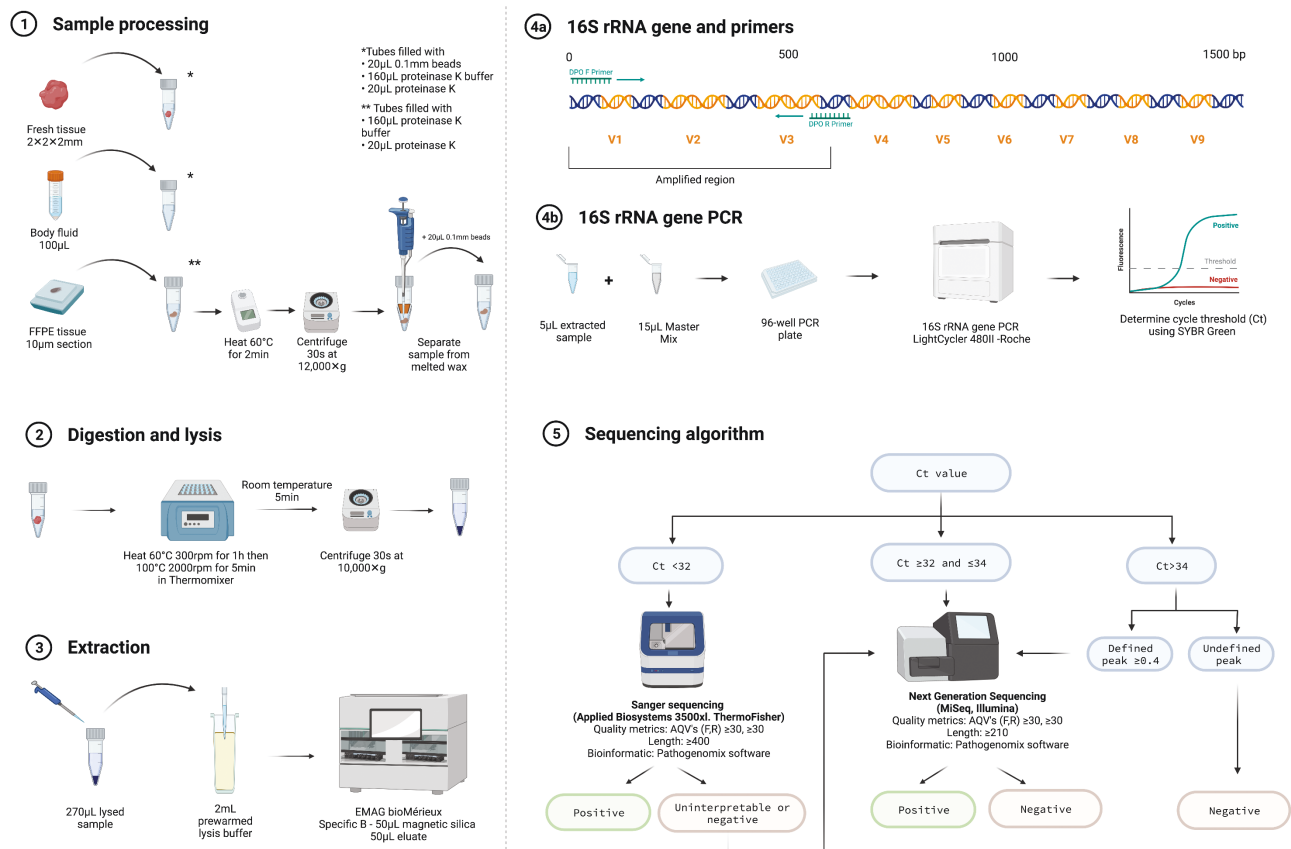 1 Sample processing
*Tubes filled with
• 20µL 0.1mm beads
• 160µL proteinase K buffer
• 20µL proteinase K
** Tubes filled with
• 160µL proteinase K
buffer
• 20µL proteinase K
*
Fresh tissue
2×2×2mm
*
Body fluid
100µL
**
FFPE tissue
10µm section
Heat 60°C
for 2min
Centrifuge
30s at
12,000×g
+ 20µL 0.1mm beads
Separate
sample from
melted wax
2 Digestion and lysis
Heat 60°C 300rpm for 1h then
100°C 2000rpm for 5min
in Thermomixer
Room temperature
5min
Centrifuge 30s at
10,000×g
3 Extraction
270µL lysed
sample
2mL
prewarmed
lysis buffer
EMAG bioMérieux
Specific B - 50µL magnetic silica
50µL eluate
4a 16S rRNA gene and primers
0 500 1000 1500 bp
DPO F Primer
DPO R Primer
V1 V2 V3 V4 V5 V6 V7 V8 V9
Amplified region
4b 16S rRNA gene PCR
5µL extracted
sample
+
15µL Master
Mix
96-well PCR
plate
16S rRNA gene PCR
LightCycler 480II -Roche
Fluorescence
Positive
Threshold
Negative
Cycles
Determine cycle threshold (Ct)
using SYBR Green
5 Sequencing algorithm
Ct value
Ct <32
Ct ≥32 and ≤34
Ct>34
Defined
peak ≥0.4
Undefined
peak
Sanger sequencing
(Applied Biosystems 3500xl. ThermoFisher)
Quality metrics: AQV's (F,R) ≥30, ≥30
Length: ≥400
Bioinformatic: Pathogenomix software
Next Generation Sequencing
(MiSeq, Illumina)
Quality metrics: AQV's (F,R) ≥30, ≥30
Length: ≥210
Bioinformatic: Pathogenomix software
Positive
Uninterpretable or
negative
Positive
Negative
Negative